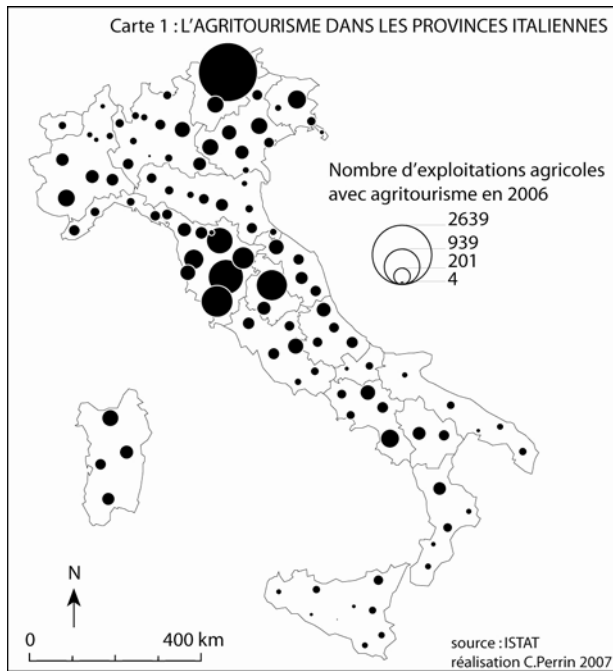 Carte 1 : L'AGRITOURISME DANS LES PROVINCES ITALIENNES
Nombre d'exploitations agricoles
avec agritourisme en 2006
2639
939
201
4
N
0 400 km
source : ISTAT
réalisation C.Perrin 2007